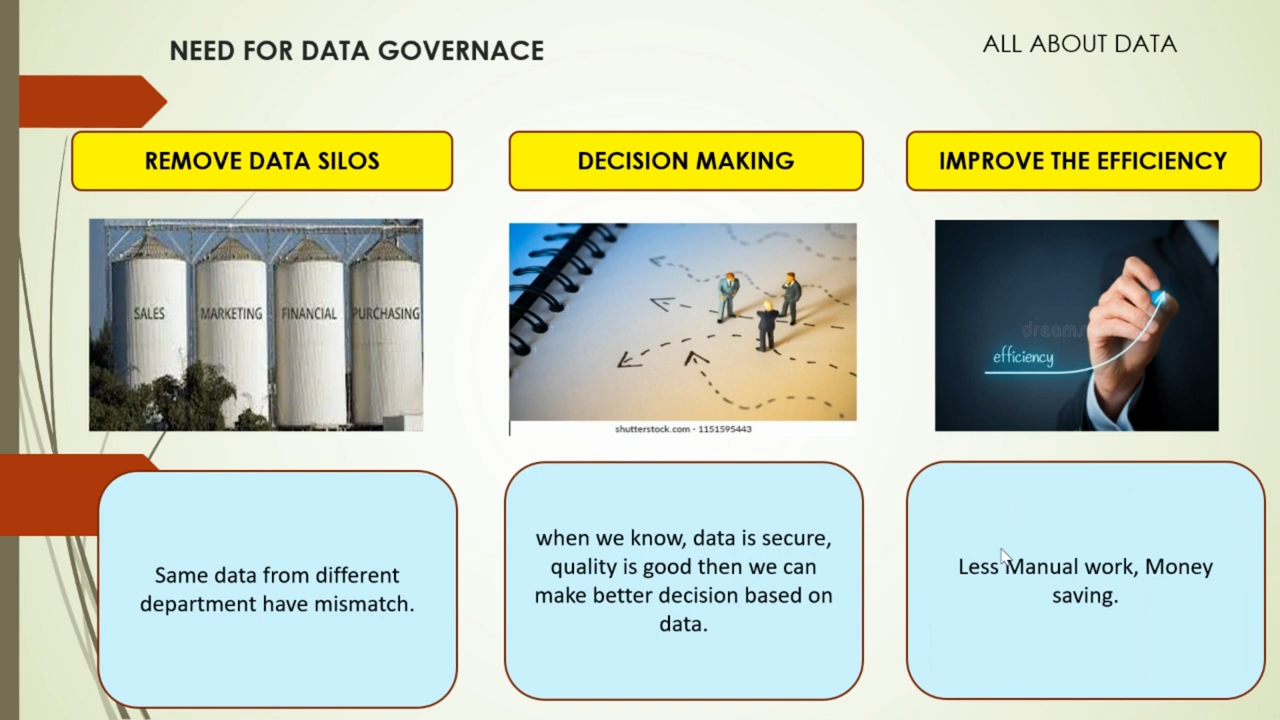 NEED FOR DATA GOVERNACE
ALL ABOUT DATA
REMOVE DATA SILOS
DECISION MAKING
IMPROVE THE EFFICIENCY
SALES
MARKETING
FINANCIAL
PURCHASING
efficiency
shutterstock.com · 1151595443
Same data from different
department have mismatch.
when we know, data is secure,
quality is good then we can
make better decision based on
data.
Less Manual work, Money
saving.